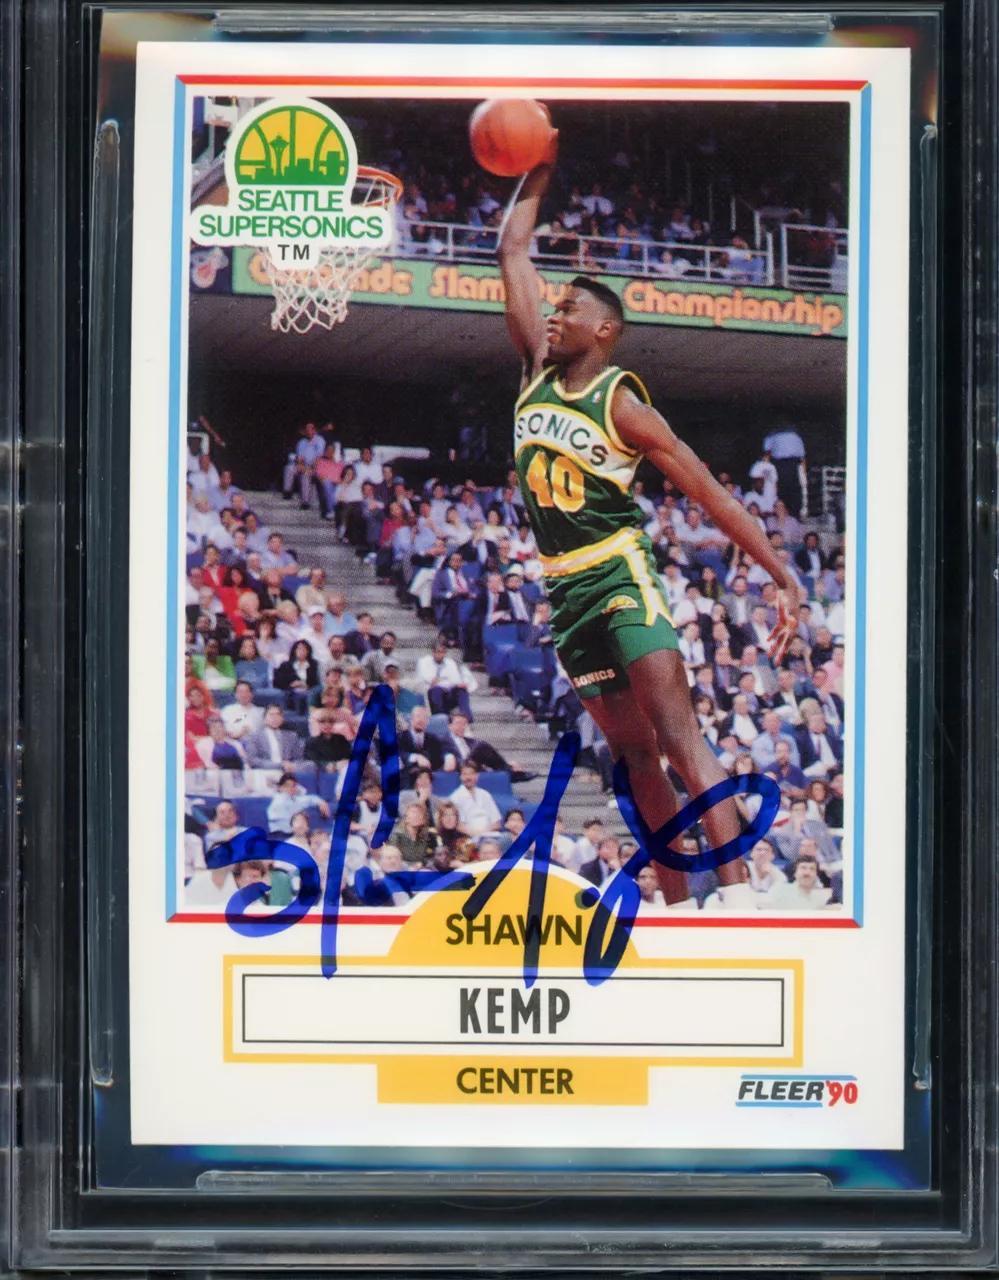 SEATTLE
SUPERSONICS
TM
Slam Championship
SONICS
40
SONICS
SHAWN
KEMP
CENTER
FLEER '90